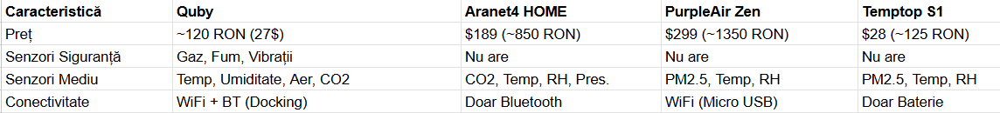 Caracteristică Quby Aranet4 HOME PurpleAir Zen Temptop S1
Preț ~120 RON (27$) $189 (~850 RON) $299 (~1350 RON) $28 (~125 RON)
Senzori Siguranță Gaz, Fum, Vibrații Nu are Nu are Nu are
Senzori Mediu Temp, Umiditate, Aer, CO2 CO2, Temp, RH, Pres. PM2.5, Temp, RH PM2.5, Temp, RH
Conectivitate WiFi + BT (Docking) Doar Bluetooth WiFi (Micro USB) Doar Baterie